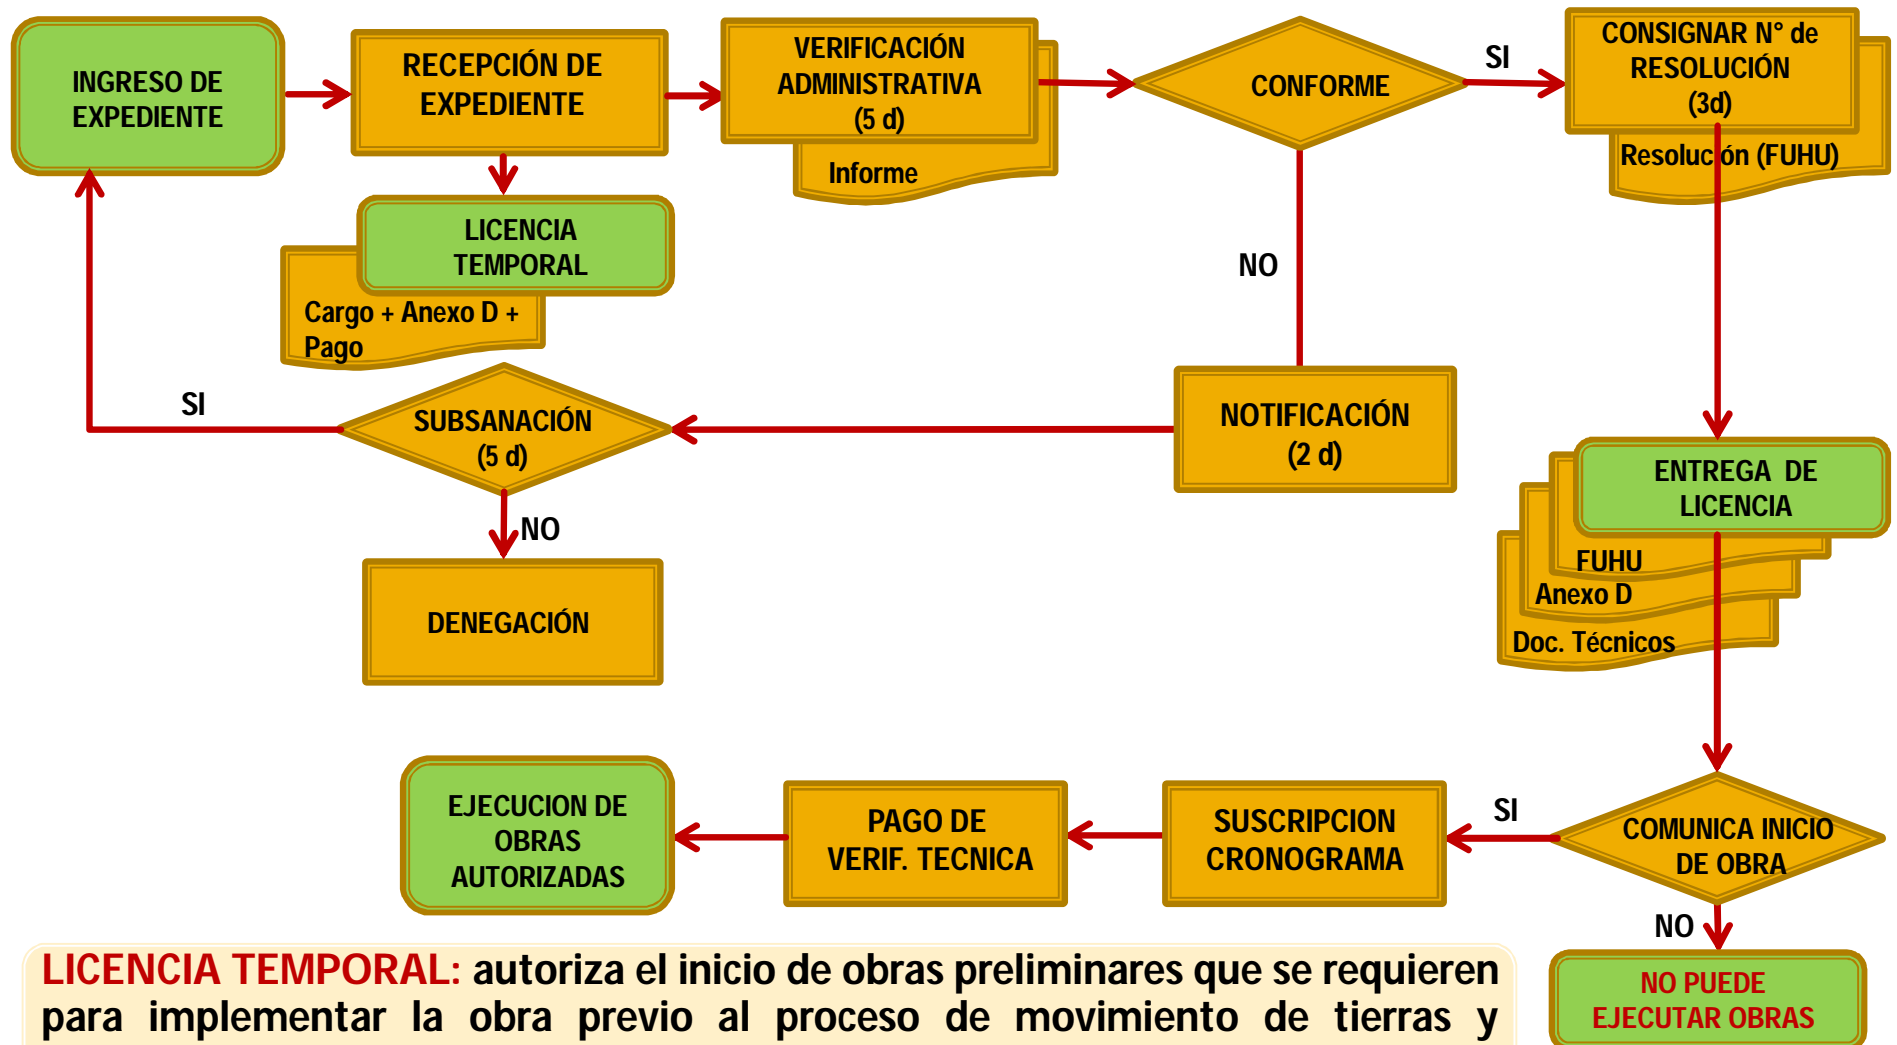 INGRESO DE
EXPEDIENTE
RECEPCIÓN DE
EXPEDIENTE
VERIFICACIÓN
ADMINISTRATIVA
(5 d)
Informe
CONFORME
SI
CONSIGNAR N° de
RESOLUCIÓN
(3d)
Resolución (FUHU)
LICENCIA
TEMPORAL
Cargo + Anexo D +
Pago
NO
SI
SUBSANACIÓN
(5 d)
NOTIFICACIÓN
(2 d)
ENTREGA DE
LICENCIA
FUHU
Anexo D
Doc. Técnicos
NO
DENEGACIÓN
EJECUCION DE
OBRAS
AUTORIZADAS
PAGO DE
VERIF. TECNICA
SUSCRIPCION
CRONOGRAMA
SI
COMUNICA INICIO
DE OBRA
NO
NO PUEDE
EJECUTAR OBRAS
LICENCIA TEMPORAL: autoriza el inicio de obras preliminares que se requieren
para implementar la obra previo al proceso de movimiento de tierras y